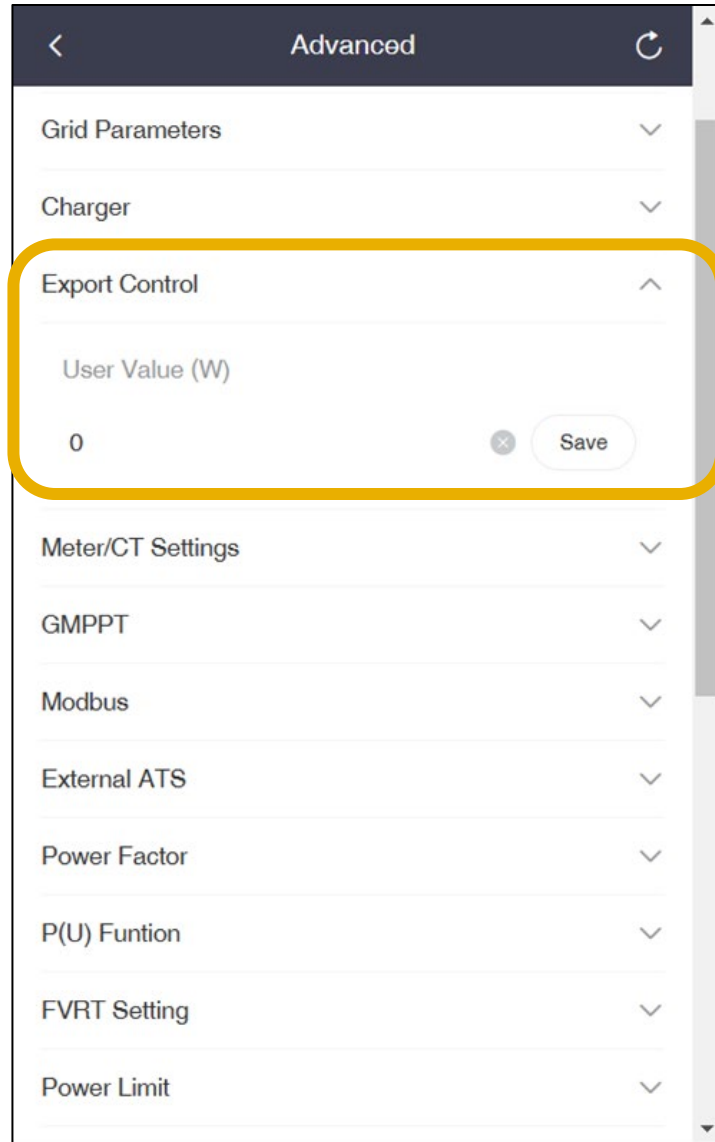 Advanced
Grid Parameters
Charger
Export Control
User Value (W)
0
Save
Meter/CT Settings
GMPPT
Modbus
External ATS
Power Factor
P(U) Funtion
FVRT Setting
Power Limit